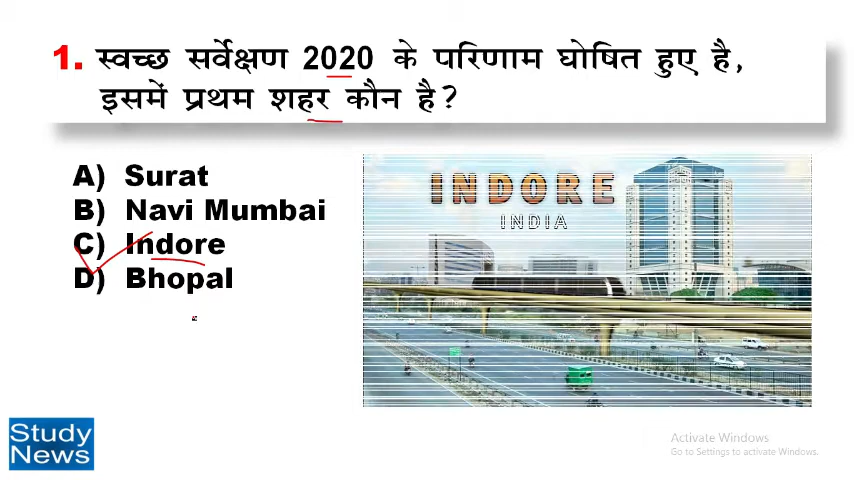 1. स्वच्छ सर्वेक्षण 2020 के परिणाम घोषित हुए है,
इसमें प्रथम शहर कौन है?
A) Surat
B) Navi Mumbai
C) Indore
D) Bhopal
INDORE
INDIA
Study
News
Activate Windows
Go to Settings to activate Windows.